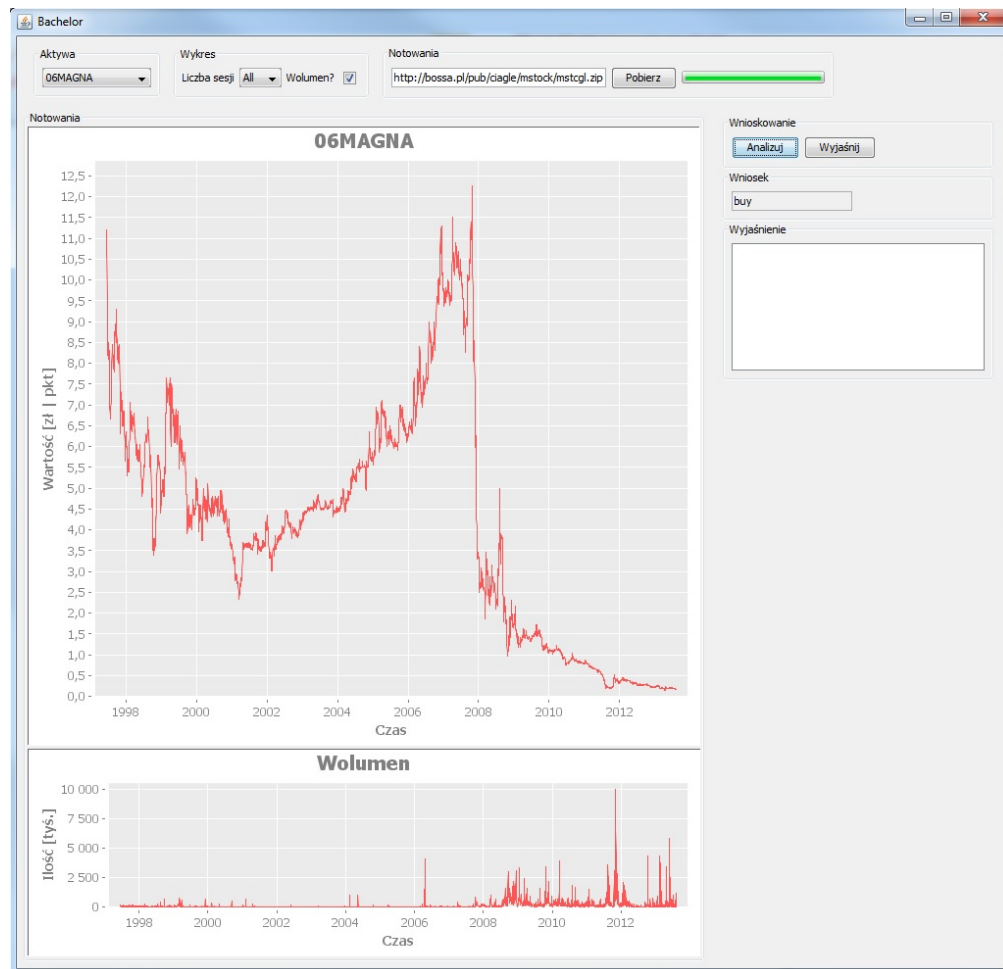 Bachelor
Aktywa
06MAGNA
Wykres
Liczba sesji All Wolumen?
Notowania
http://bossa.pl/pub/ciagle/mstock/mstcgl.zip Pobierz
Notowania
06MAGNA
Wartość [zł | pkt]
12,5
12,0
11,5
11,0
10,5
10,0
9,5
9,0
8,5
8,0
7,5
7,0
6,5
6,0
5,5
5,0
4,5
4,0
3,5
3,0
2,5
2,0
1,5
1,0
0,5
0,0
1998 2000 2002 2004 2006 2008 2010 2012
Czas
Wolumen
Ilość [tyś.]
10 000
7 500
5 000
2 500
0
1998 2000 2002 2004 2006 2008 2010 2012
Czas
Wnioskowanie
Analizuj Wyjaśnij
Wniosek
buy
Wyjaśnienie